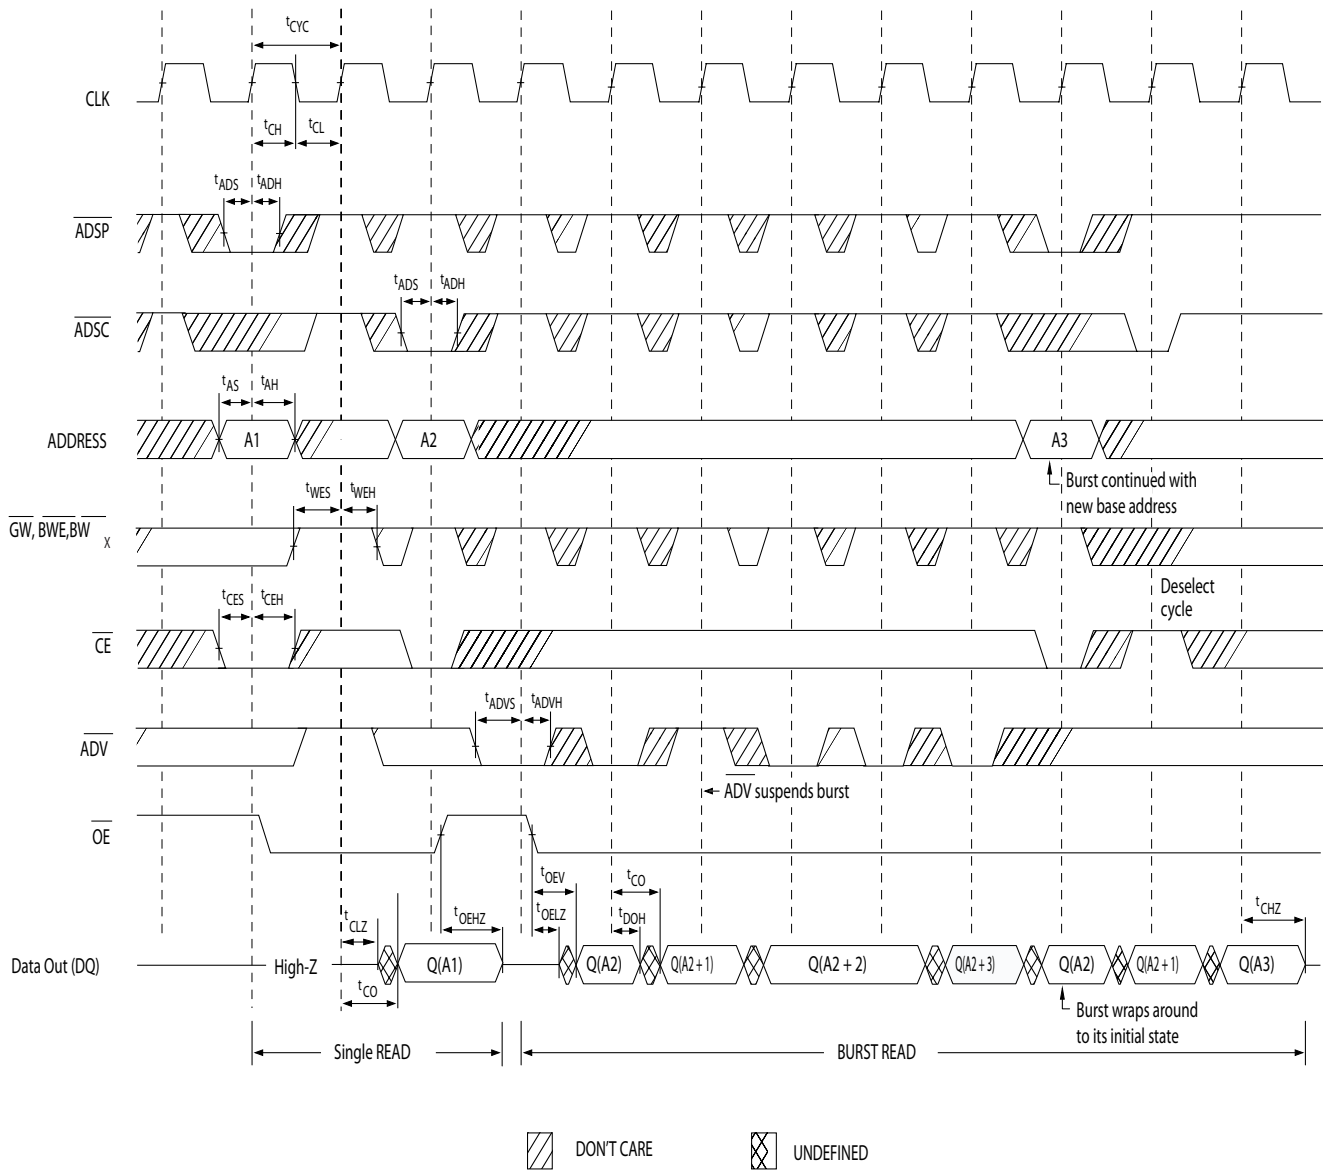 tCYC
CLK
tCH
tCL
tADS
tADH
ADSP
tADS
tADH
ADSC
tAS
tAH
ADDRESS
A1
A2
A3
Burst continued with
new base address
tWES
tWEH
GW, BWE,BW X
Deselect
cycle
tCES
tCEH
CE
tADVS
tADVH
ADV
ADV suspends burst
OE
tOEV
tCO
tCLZ
tOEHZ
tOELZ
tDOH
tCHZ
Data Out (DQ)
High-Z
Q(A1)
Q(A2)
Q(A2 + 1)
Q(A2 + 2)
Q(A2 + 3)
Q(A2)
Q(A2 + 1)
Q(A3)
tCO
Burst wraps around
to its initial state
Single READ
BURST READ
DON'T CARE
UNDEFINED